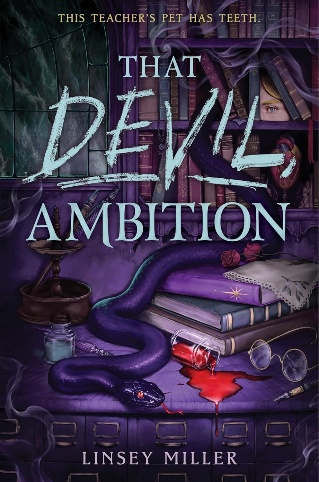 THIS TEACHER'S PET HAS TEETH.
THAT
DEVIL,
AMBITION
LINSEY MILLER